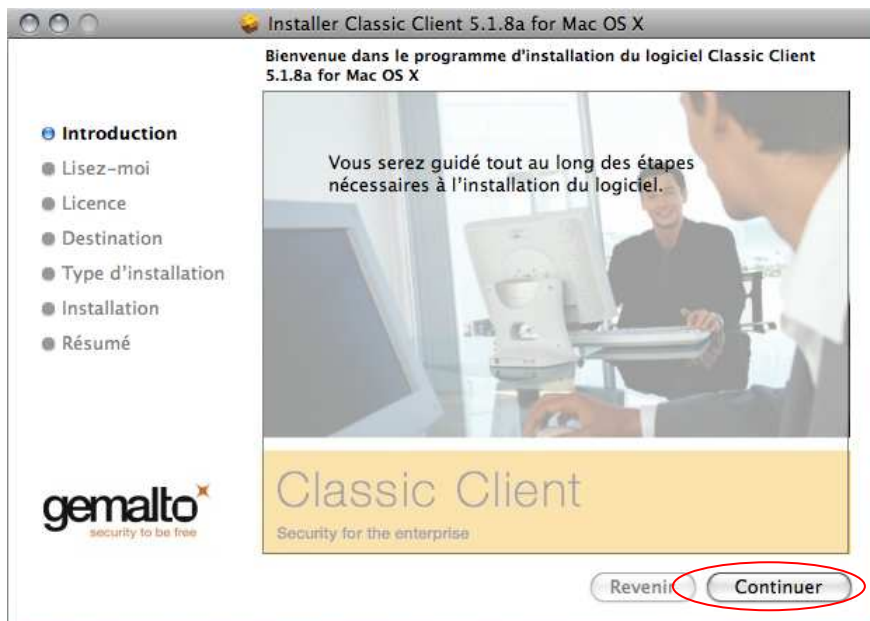 Installer Classic Client 5.1.8a for Mac OS X
Bienvenue dans le programme d'installation du logiciel Classic Client
5.1.8a for Mac OS X
Introduction
Lisez-moi
Licence
Destination
Type d'installation
Installation
Résumé
Vous serez guidé tout au long des étapes
nécessaires à l'installation du logiciel.
gemalto
security to be free
Classic Client
Security for the enterprise
Revenir
Continuer